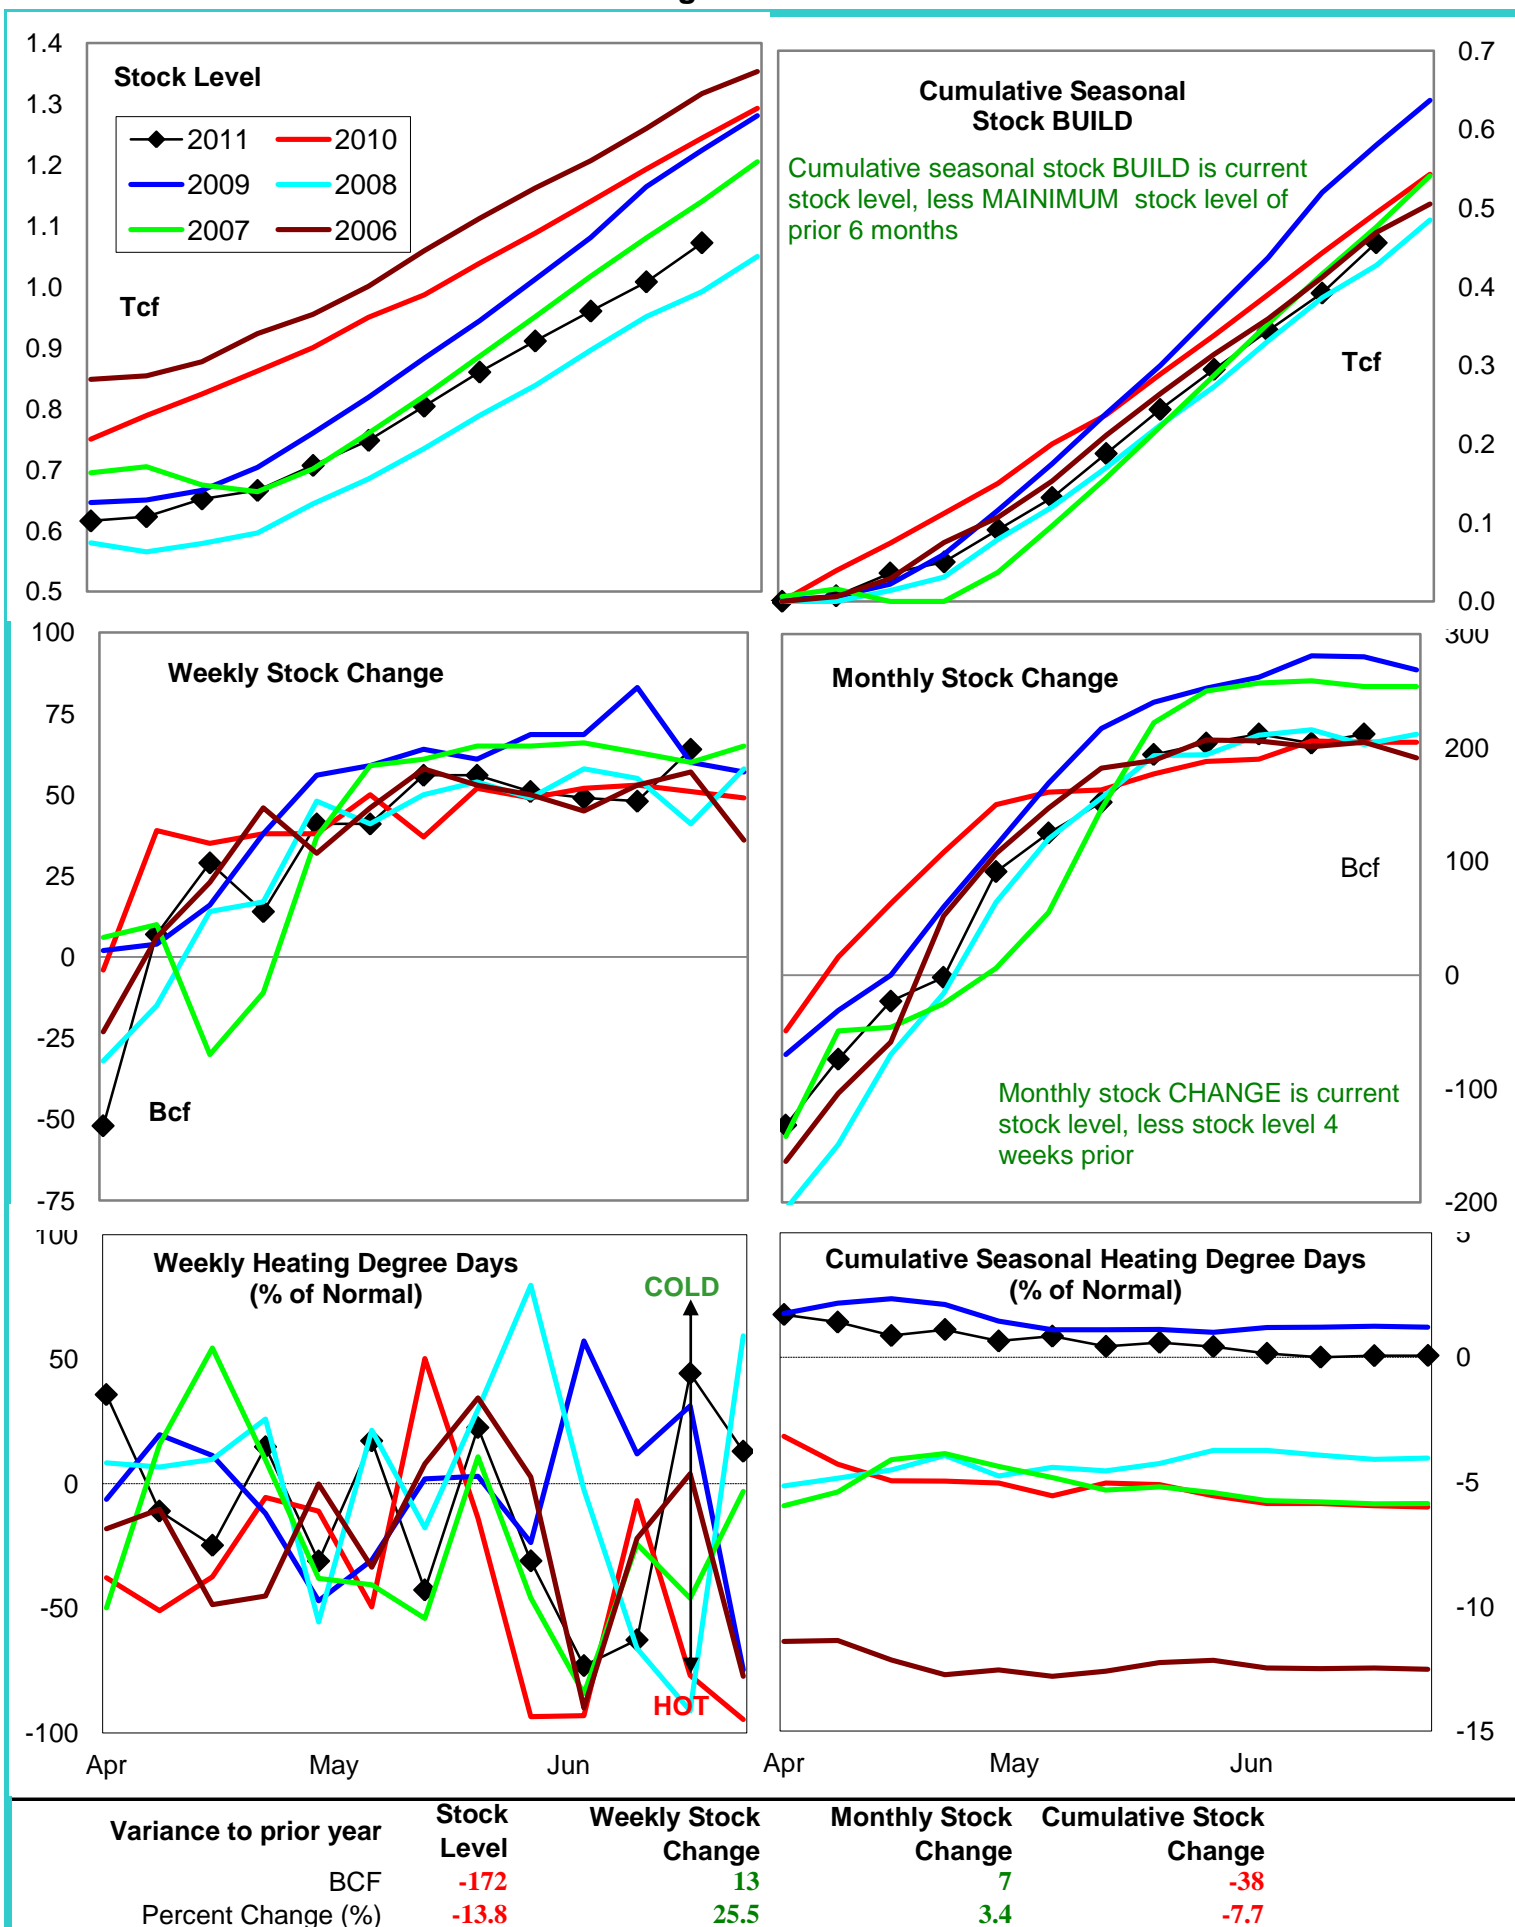 1.4
1.3
1.2
1.1
1.0
0.9
0.8
0.7
0.6
0.5
Stock Level
2011 2010
2009 2008
2007 2006
Tcf
Cumulative Seasonal
Stock BUILD
Cumulative seasonal stock BUILD is current
stock level, less MAINIMUM stock level of
prior 6 months
Tcf
0.7
0.6
0.5
0.4
0.3
0.2
0.1
0.0
100
75
50
25
0
-25
-50
-75
Weekly Stock Change
Bcf
Monthly Stock Change
Bcf
Monthly stock CHANGE is current
stock level, less stock level 4
weeks prior
300
200
100
0
-100
-200
100
50
0
-50
-100
Weekly Heating Degree Days
(% of Normal)
COLD
HOT
Apr May Jun
Cumulative Seasonal Heating Degree Days
(% of Normal)
5
0
-5
-10
-15
Apr May Jun
Variance to prior year Stock Level Weekly Stock Change Monthly Stock Change Cumulative Stock Change
BCF -172 13 7 -38
Percent Change (%) -13.8 25.5 3.4 -7.7